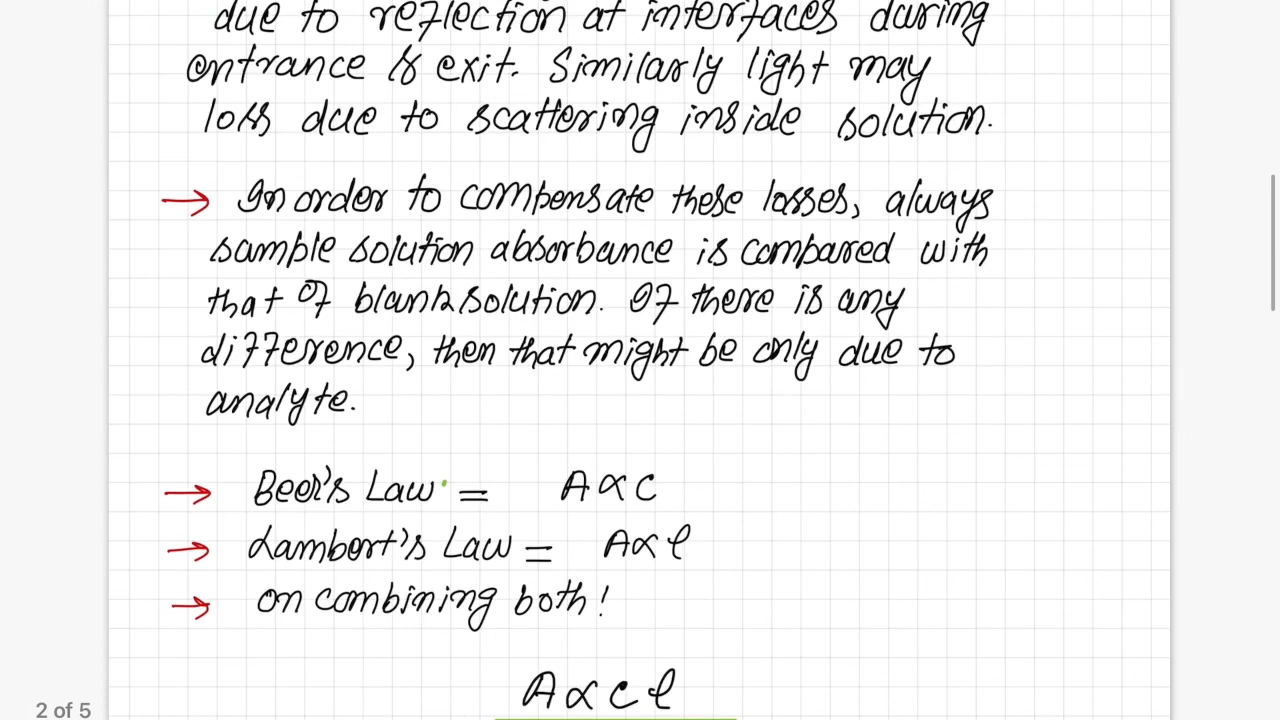 due to reflection at interfaces during
entrance & exit. Similarly light may
loss due to scattering inside solution.
→ In order to compensate these losses, always
sample solution absorbance is compared with
that of blank solution. If there is any
difference, then that might be only due to
analyte.
→ Beer's Law = A ∝ C
→ Lambert's Law = A ∝ l
→ on combining both!
A ∝ C l
2 of 5